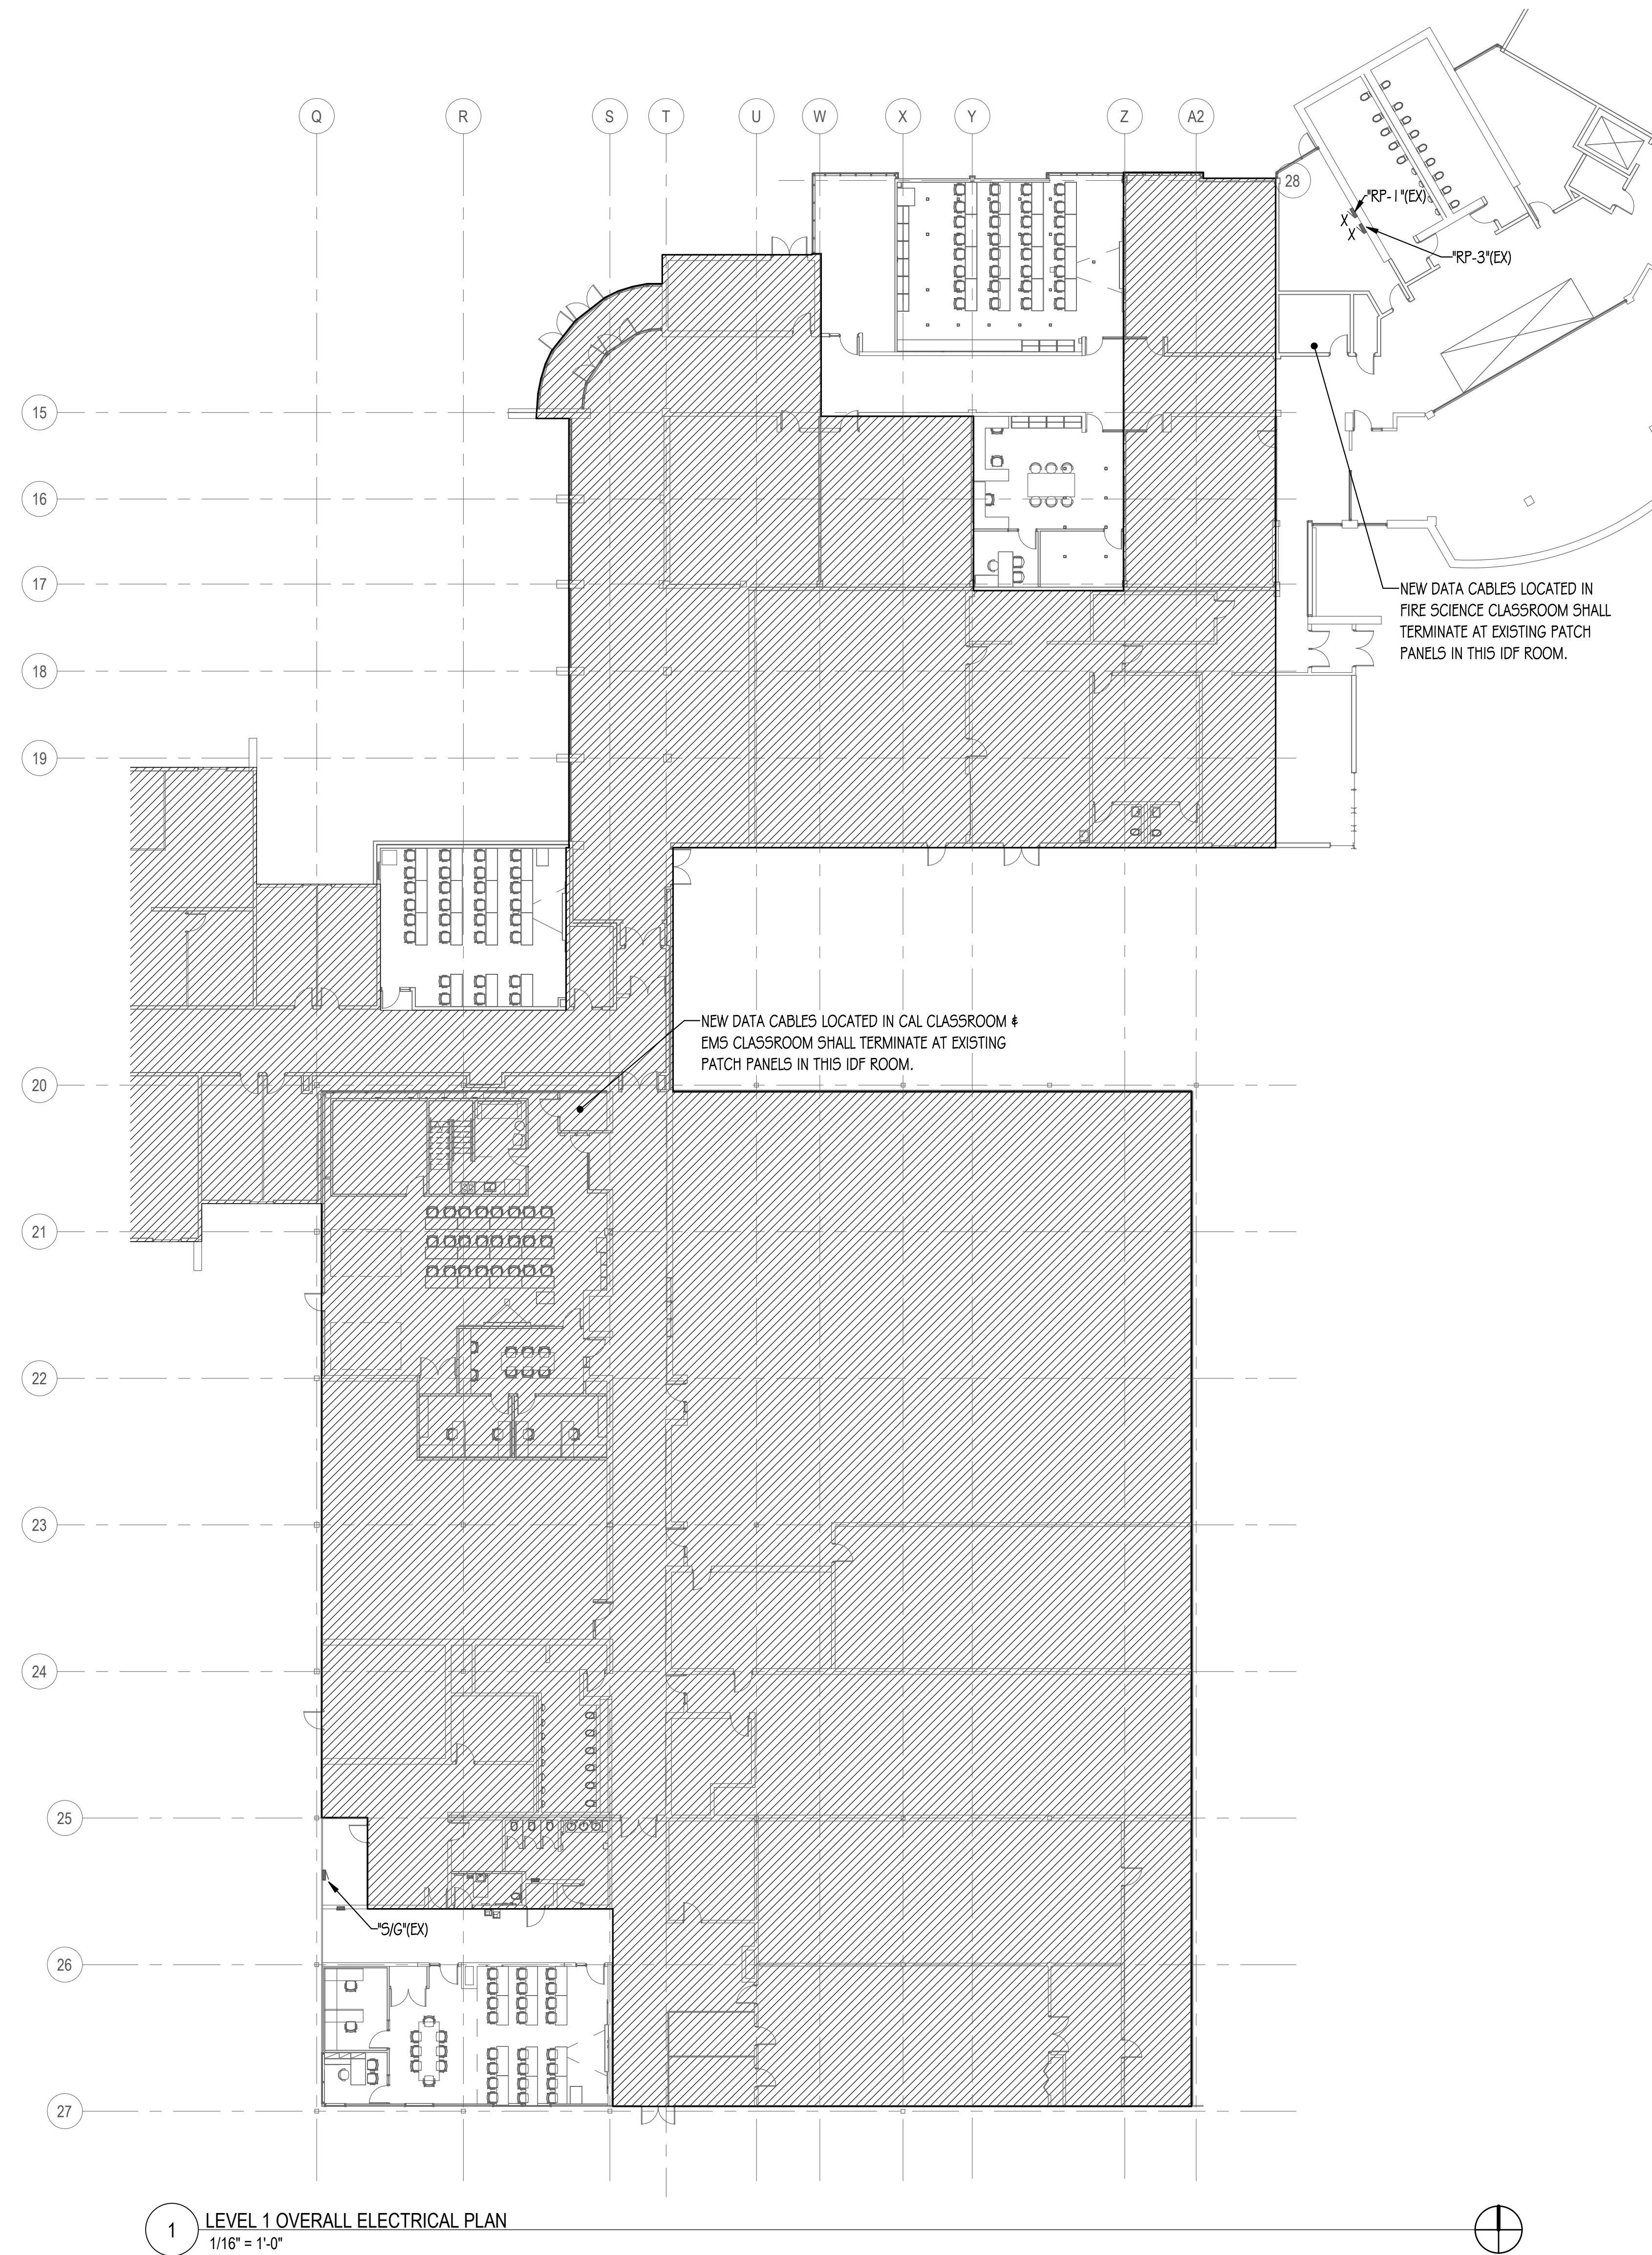 Q R S T U W X Y Z A2
28
"RP-1"(EX)
"RP-3"(EX)
15
16
17
NEW DATA CABLES LOCATED IN
FIRE SCIENCE CLASSROOM SHALL
TERMINATE AT EXISTING PATCH
PANELS IN THIS IDF ROOM.
18
19
NEW DATA CABLES LOCATED IN CAL CLASSROOM &
EMS CLASSROOM SHALL TERMINATE AT EXISTING
PATCH PANELS IN THIS IDF ROOM.
20
21
22
23
24
25
"S/G"(EX)
26
27
1 LEVEL 1 OVERALL ELECTRICAL PLAN
1/16" = 1'-0"